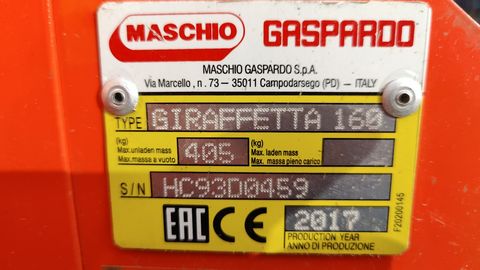 MASCHIO GASPARDO
MASCHIO GASPARDO S.p.A.
Via Marcello , n . 73 – 35011 Campodarsego (PD) – ITALY
TYPE GIRAFFETTA 160
(kg)
Max.unladen mass
Max.massa a vuoto
405
(kg)
Max. laden mass
Max. massa pieno carico
S/N HC93D0459
EAC CE 2017
PRODUCTION YEAR
ANNO DI PRODUZIONE
F20200145